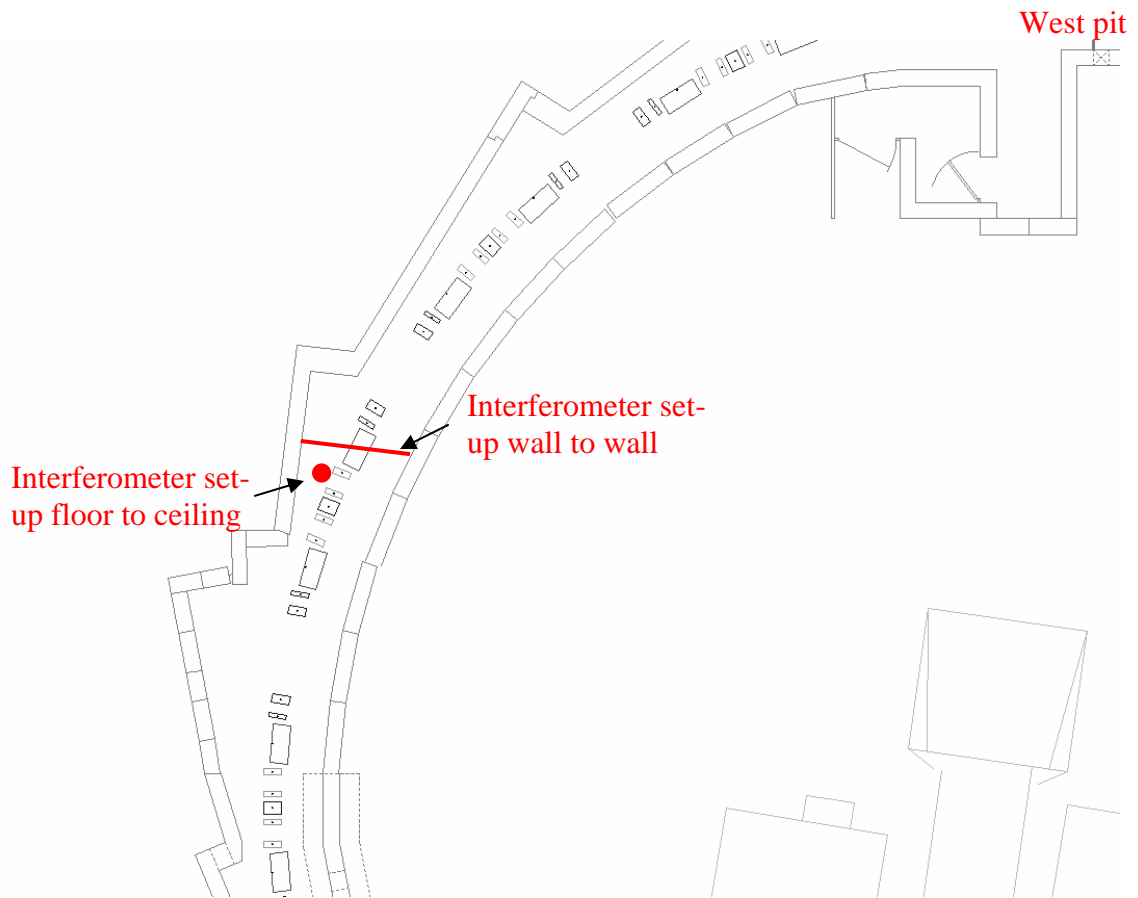 West pit
Interferometer set-
up wall to wall
Interferometer set-
up floor to ceiling